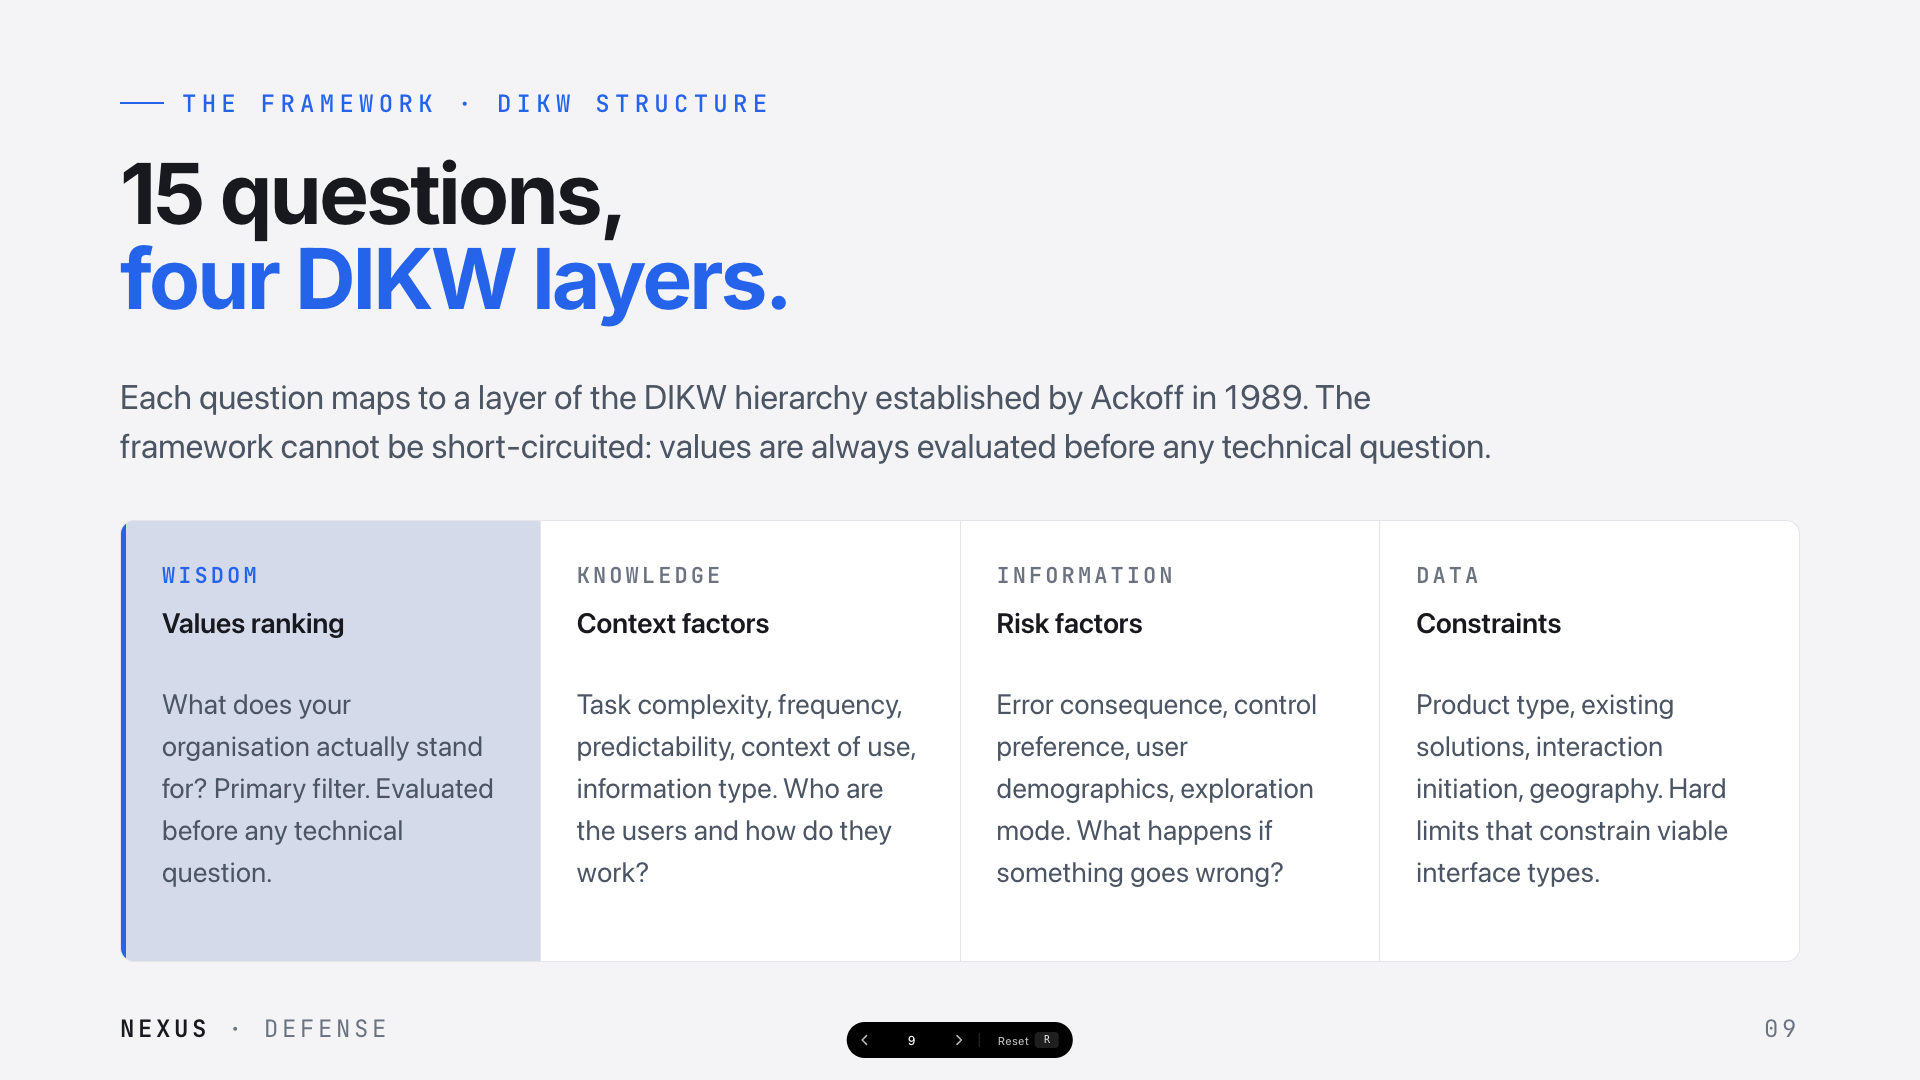 THE FRAMEWORK · DIKW STRUCTURE
15 questions,
four DIKW layers.
Each question maps to a layer of the DIKW hierarchy established by Ackoff in 1989. The
framework cannot be short-circuited: values are always evaluated before any technical question.
WISDOM
Values ranking
What does your
organisation actually stand
for? Primary filter. Evaluated
before any technical
question.
KNOWLEDGE
Context factors
Task complexity, frequency,
predictability, context of use,
information type. Who are
the users and how do they
work?
INFORMATION
Risk factors
Error consequence, control
preference, user
demographics, exploration
mode. What happens if
something goes wrong?
DATA
Constraints
Product type, existing
solutions, interaction
initiation, geography. Hard
limits that constrain viable
interface types.
NEXUS · DEFENSE
9
Reset R
09